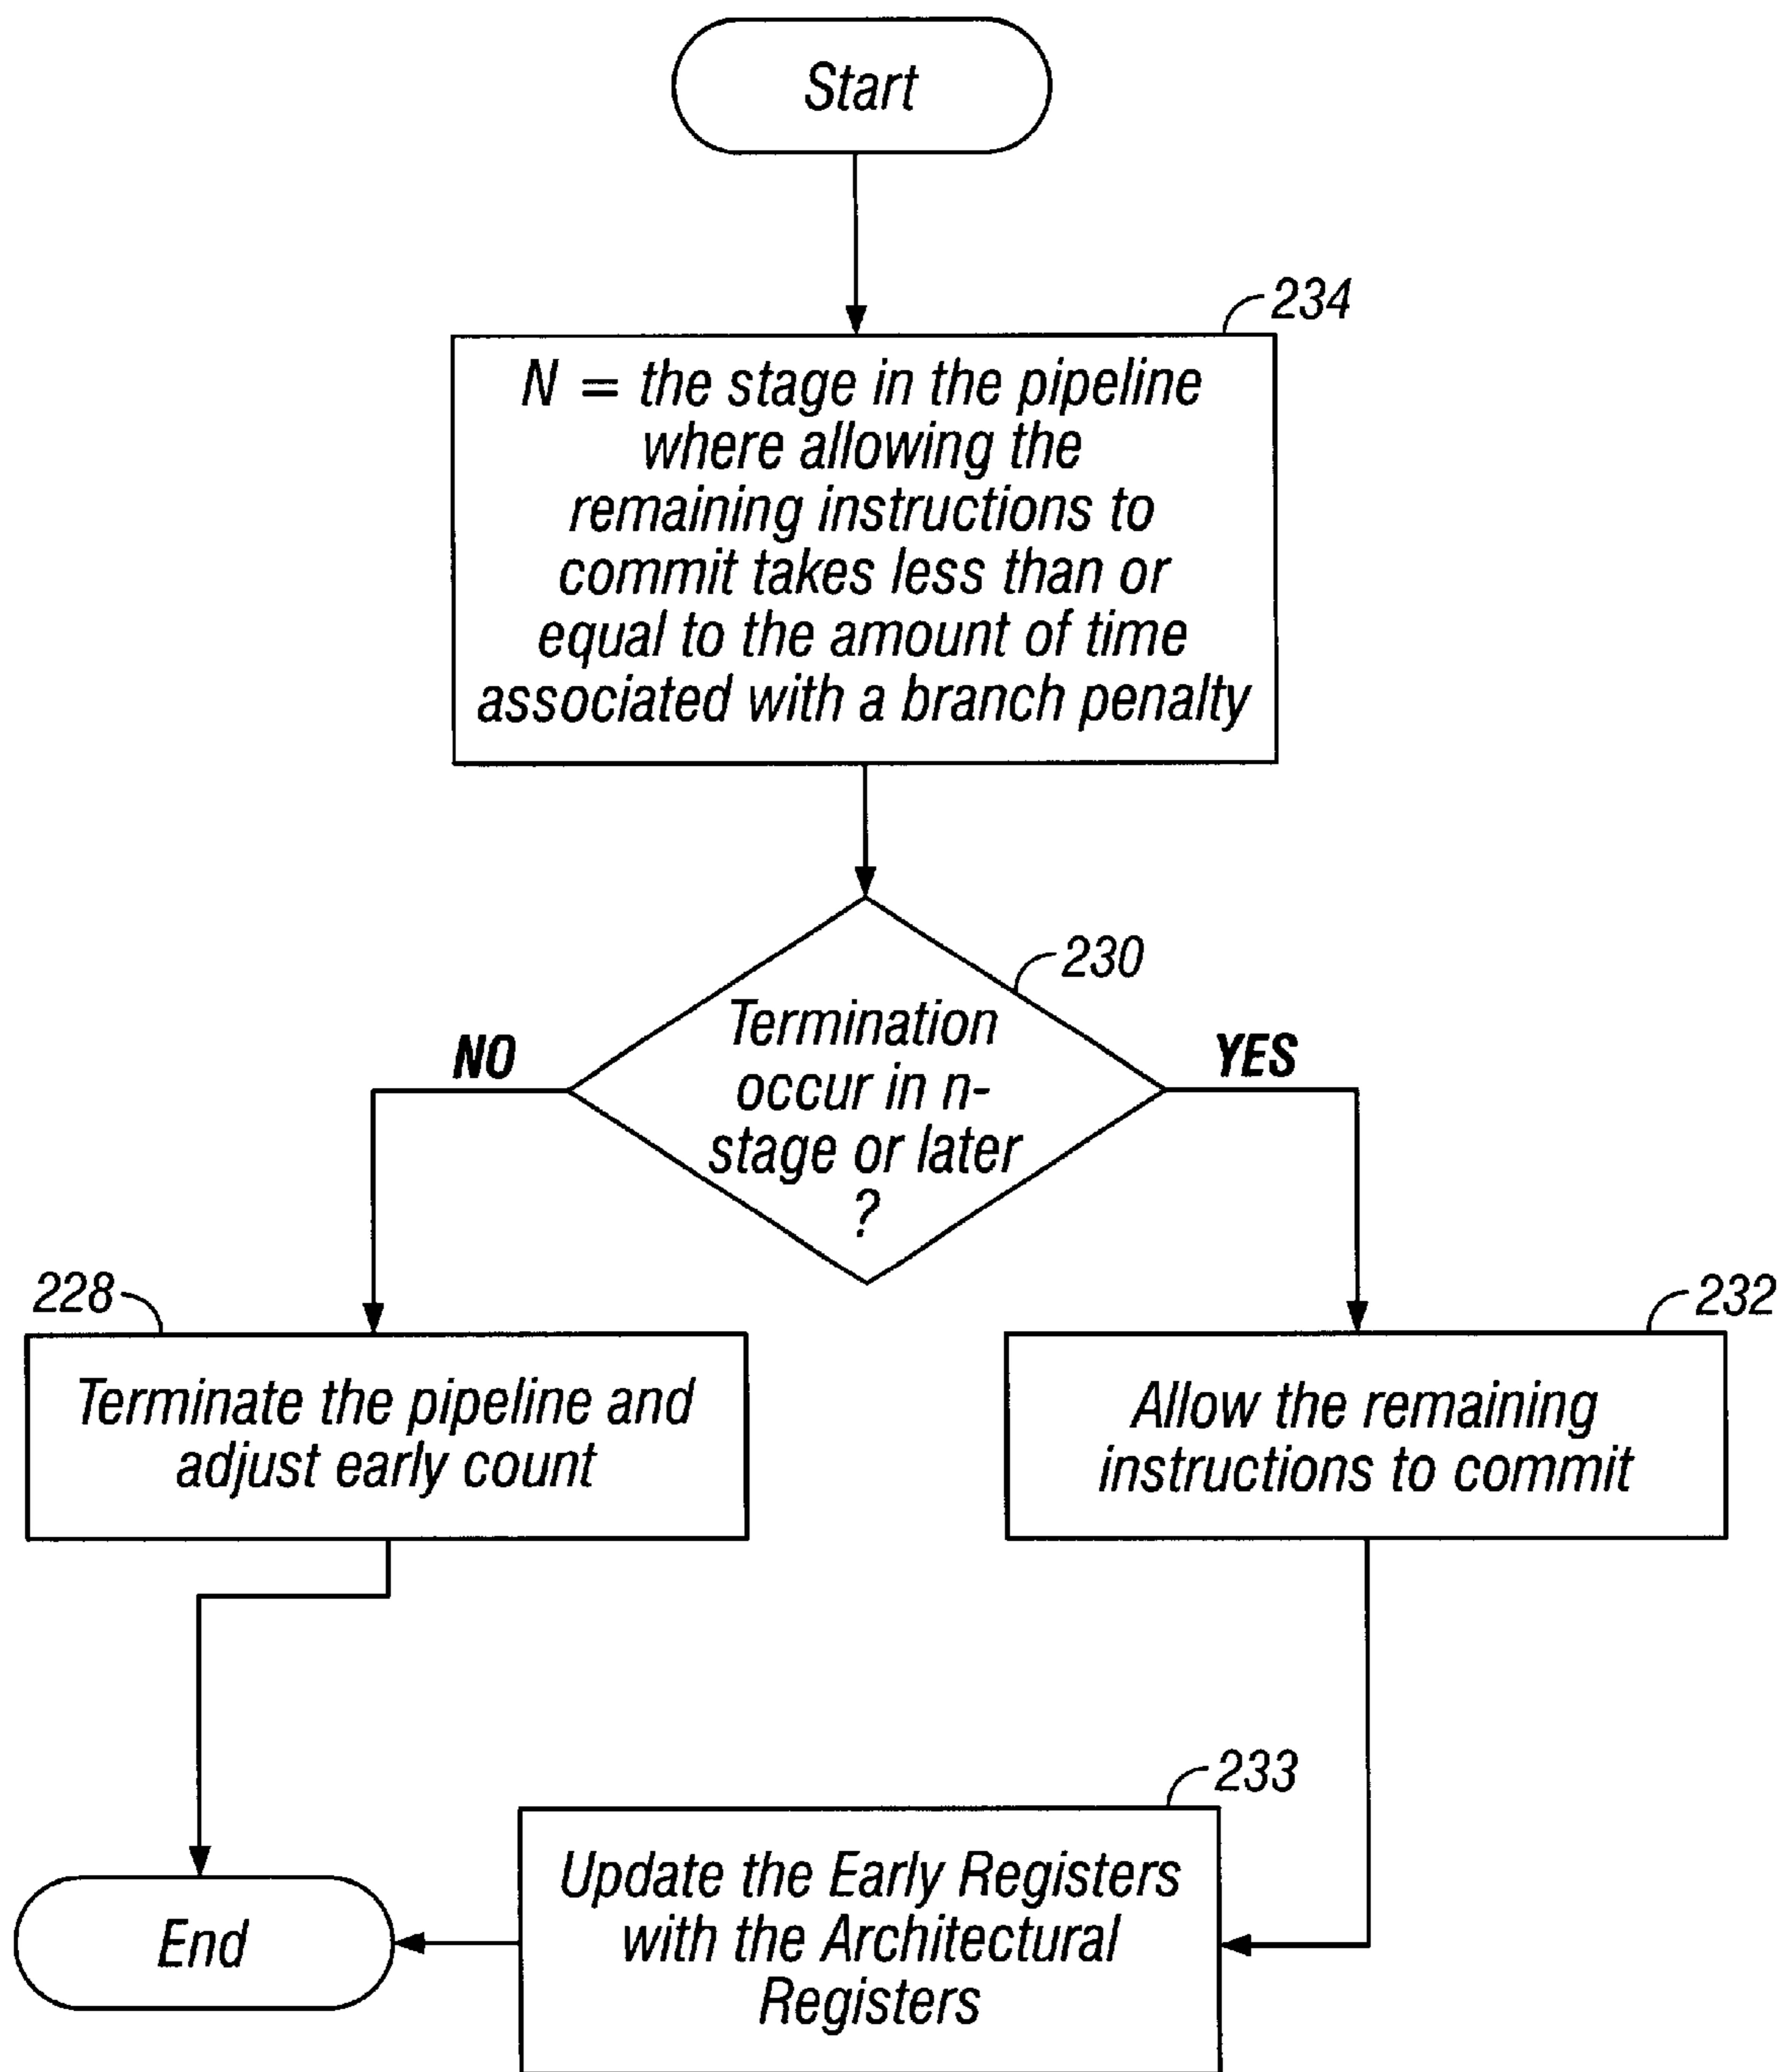 Start
234
N = the stage in the pipeline
where allowing the
remaining instructions to
commit takes less than or
equal to the amount of time
associated with a branch penalty
230
Termination
occur in n-
stage or later
?
NO
YES
228
Terminate the pipeline and
adjust early count
232
Allow the remaining
instructions to commit
233
Update the Early Registers
with the Architectural
Registers
End